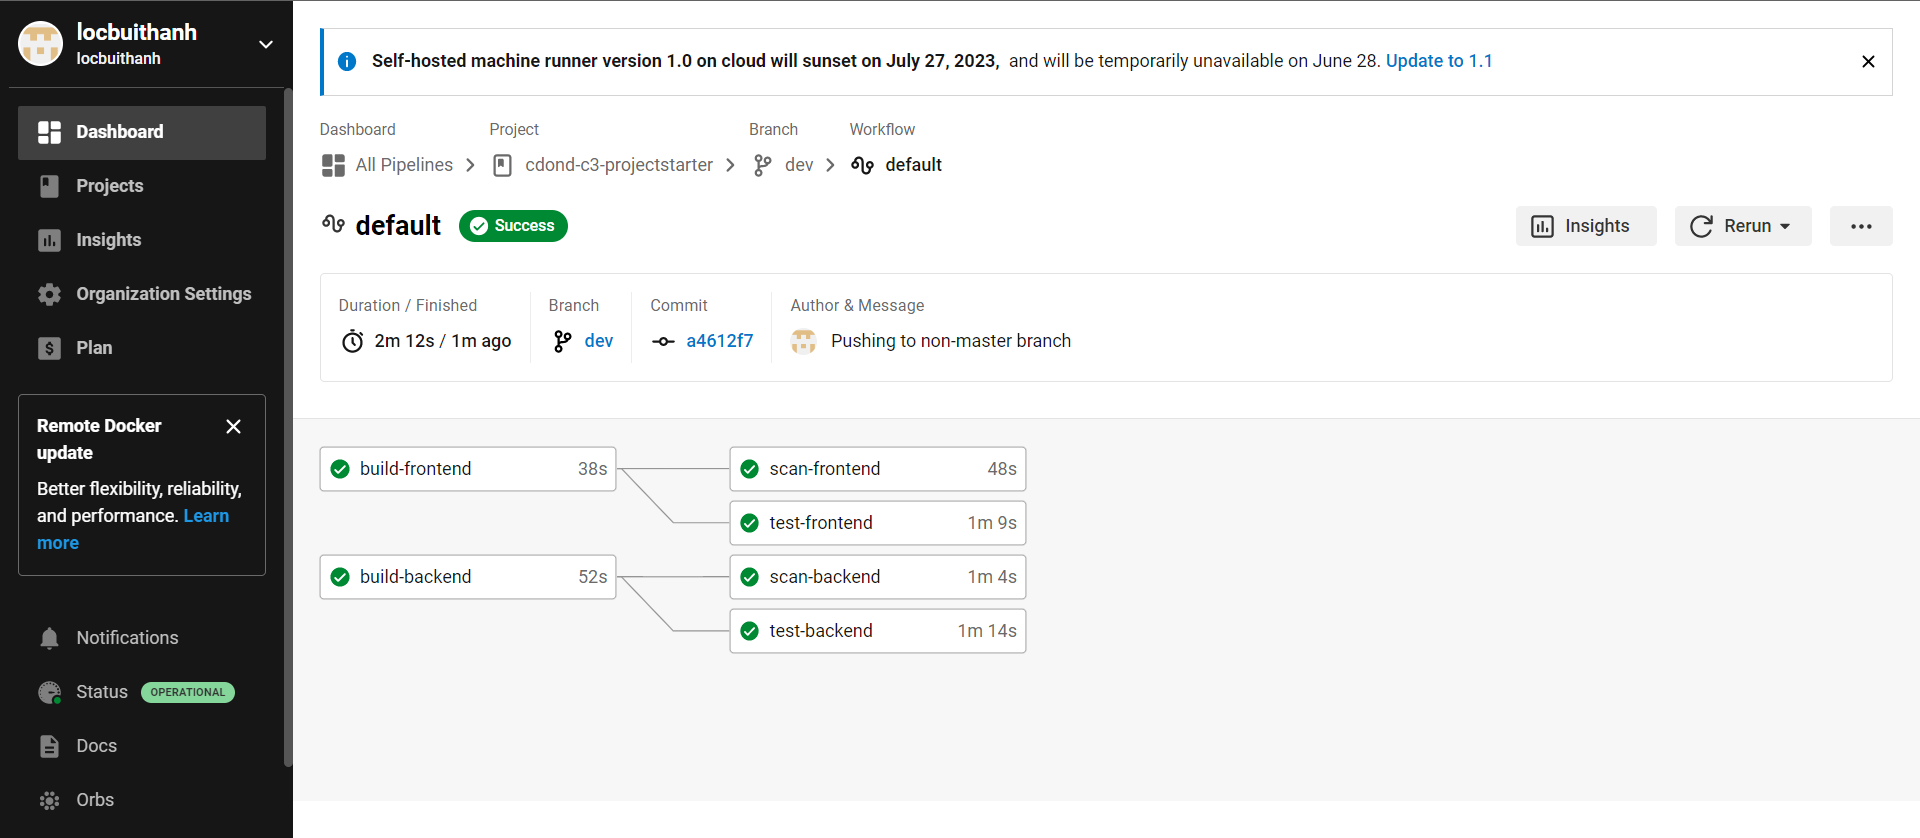 locbuithanh
locbuithanh
Dashboard
Projects
Insights
Organization Settings
Plan
Remote Docker
update
Better flexibility, reliability,
and performance. Learn
more
Notifications
Status OPERATIONAL
Docs
Orbs
Self-hosted machine runner version 1.0 on cloud will sunset on July 27, 2023, and will be temporarily unavailable on June 28. Update to 1.1
Dashboard Project Branch Workflow
All Pipelines cdond-c3-projectstarter dev default
default Success
Insights Rerun
Duration / Finished Branch Commit Author & Message
2m 12s / 1m ago dev a4612f7 Pushing to non-master branch
build-frontend 38s scan-frontend 48s
test-frontend 1m 9s
build-backend 52s scan-backend 1m 4s
test-backend 1m 14s